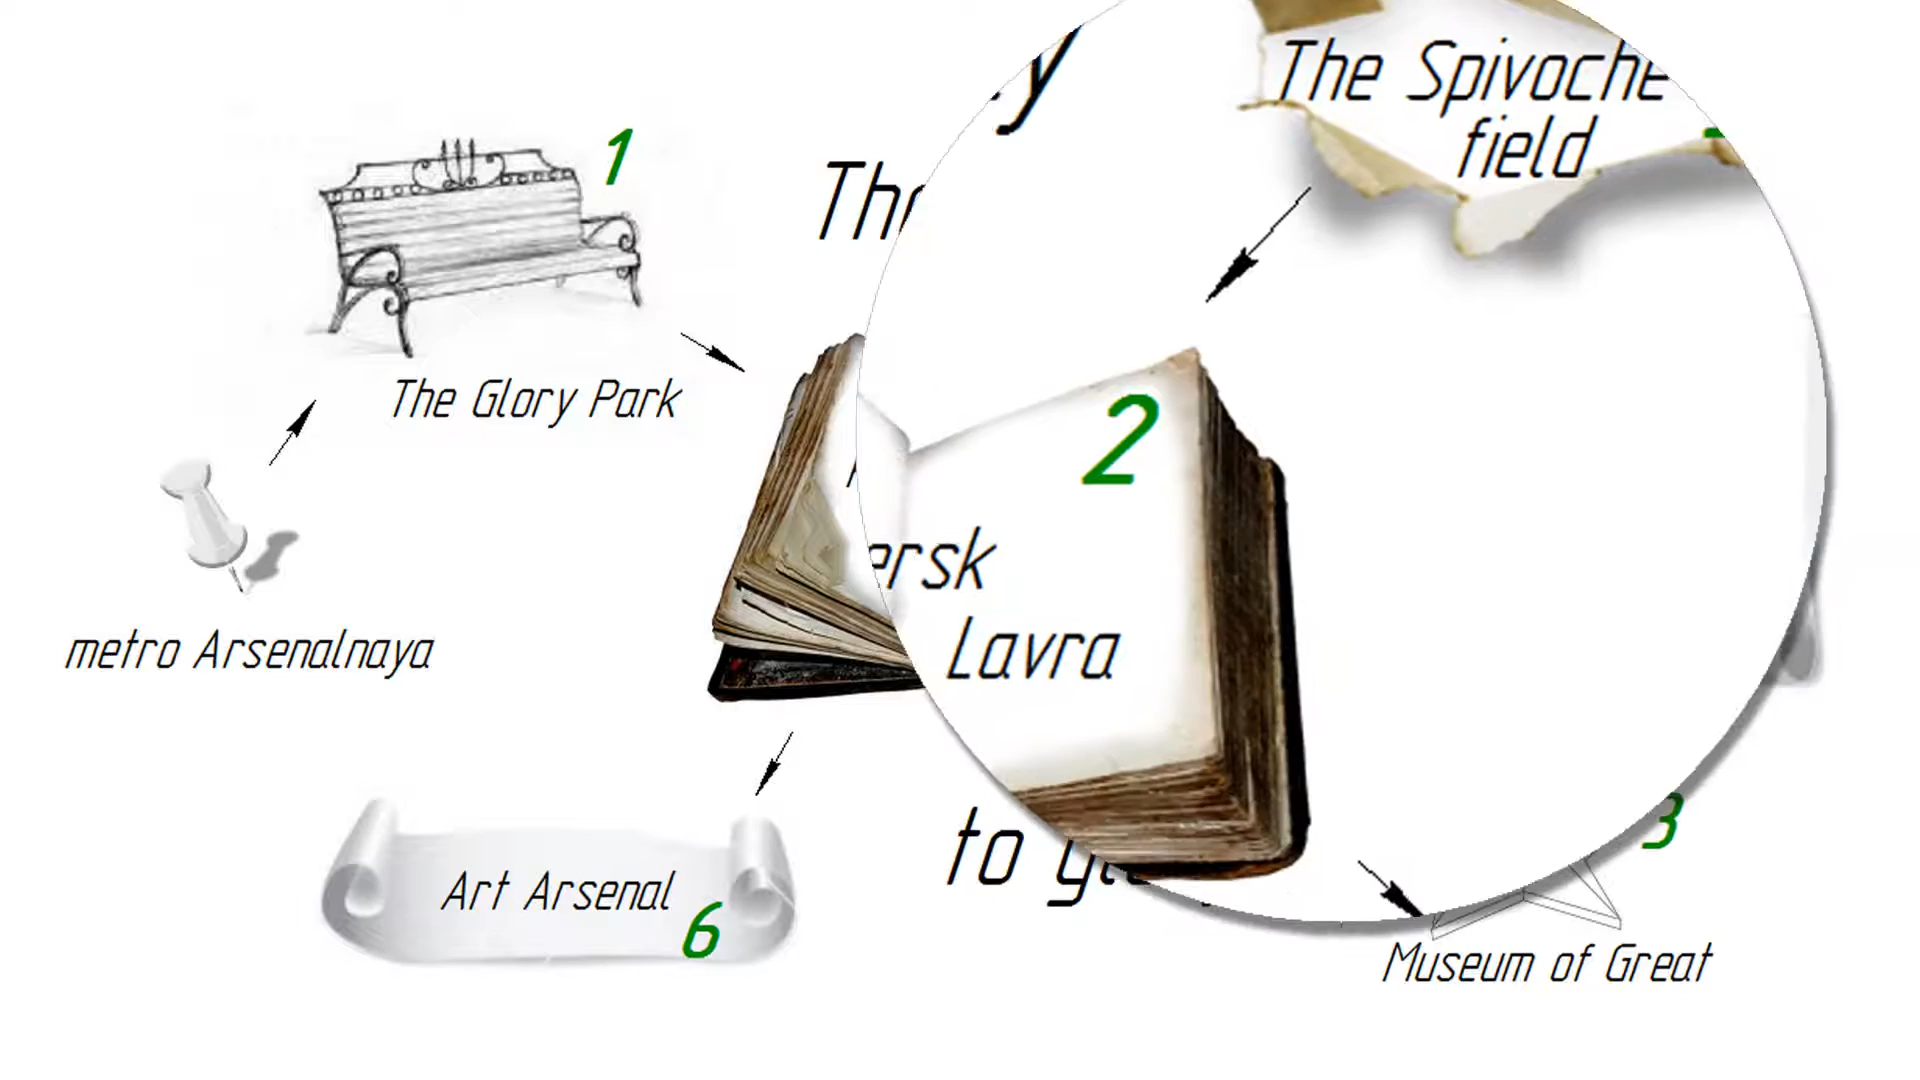 The Spivoche
field
1
The Glory Park
2
ersk
Lavra
metro Arsenalnaya
3
to
Art Arsenal
6
Museum of Great